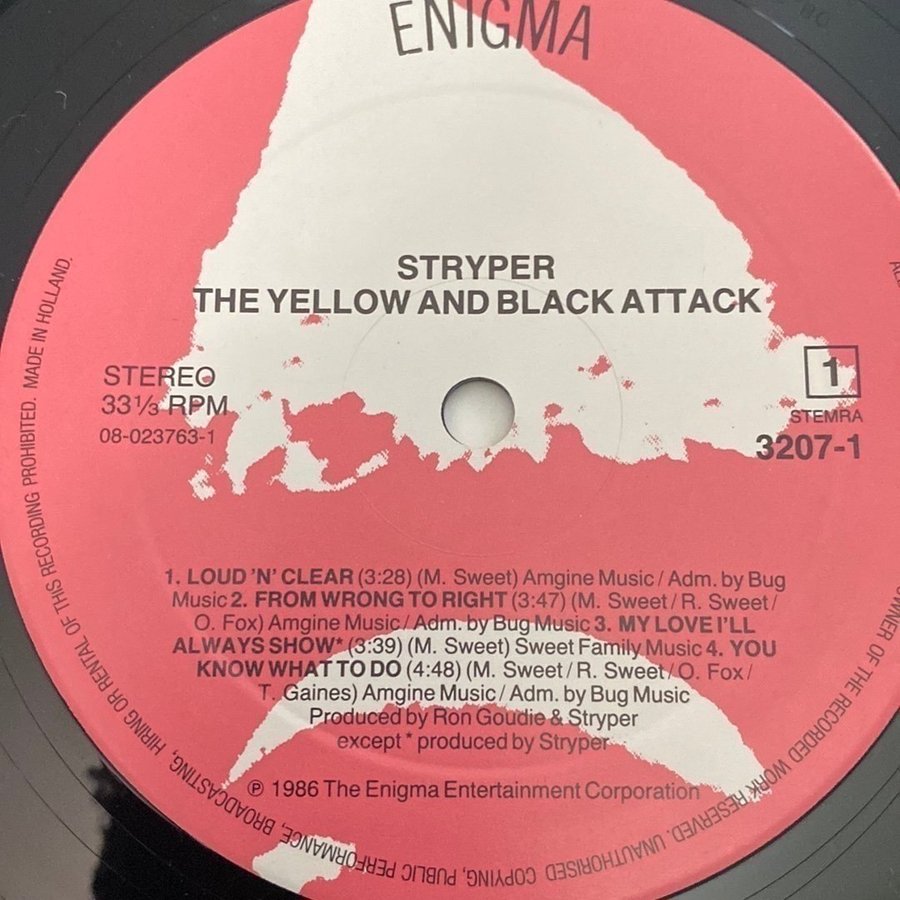 ENIGMA
STRYPER
THE YELLOW AND BLACK ATTACK
STEREO
33⅓ RPM
08-023763-1
1
STEMRA
3207-1
1. LOUD 'N' CLEAR (3:28) (M. Sweet) Amgine Music / Adm. by Bug
Music 2. FROM WRONG TO RIGHT (3:47) (M. Sweet / R. Sweet /
O. Fox) Amgine Music / Adm. by Bug Music 3. MY LOVE I'LL
ALWAYS SHOW* (3:39) (M. Sweet) Sweet Family Music 4. YOU
KNOW WHAT TO DO (4:48) (M. Sweet / R. Sweet / O. Fox /
T. Gaines) Amgine Music / Adm. by Bug Music
Produced by Ron Goudie & Stryper
except * produced by Stryper
℗ 1986 The Enigma Entertainment Corporation
OWNER OF THE RECORDED WORK RESERVED. UNAUTHORISED COPYING, PUBLIC PERFORMANCE, BROADCASTING, HIRING OR RENTAL OF THIS RECORDING PROHIBITED. MADE IN HOLLAND.